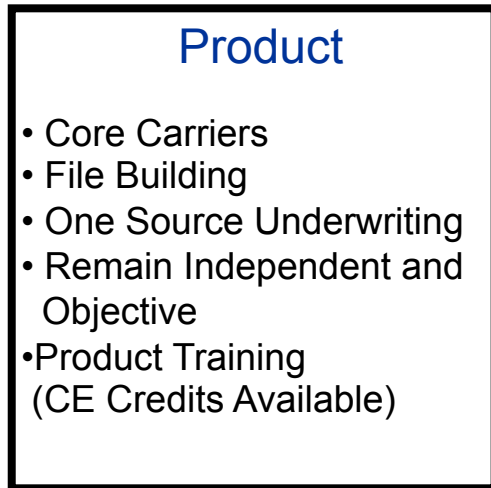 Product
• Core Carriers
• File Building
• One Source Underwriting
• Remain Independent and
Objective
•Product Training
(CE Credits Available)